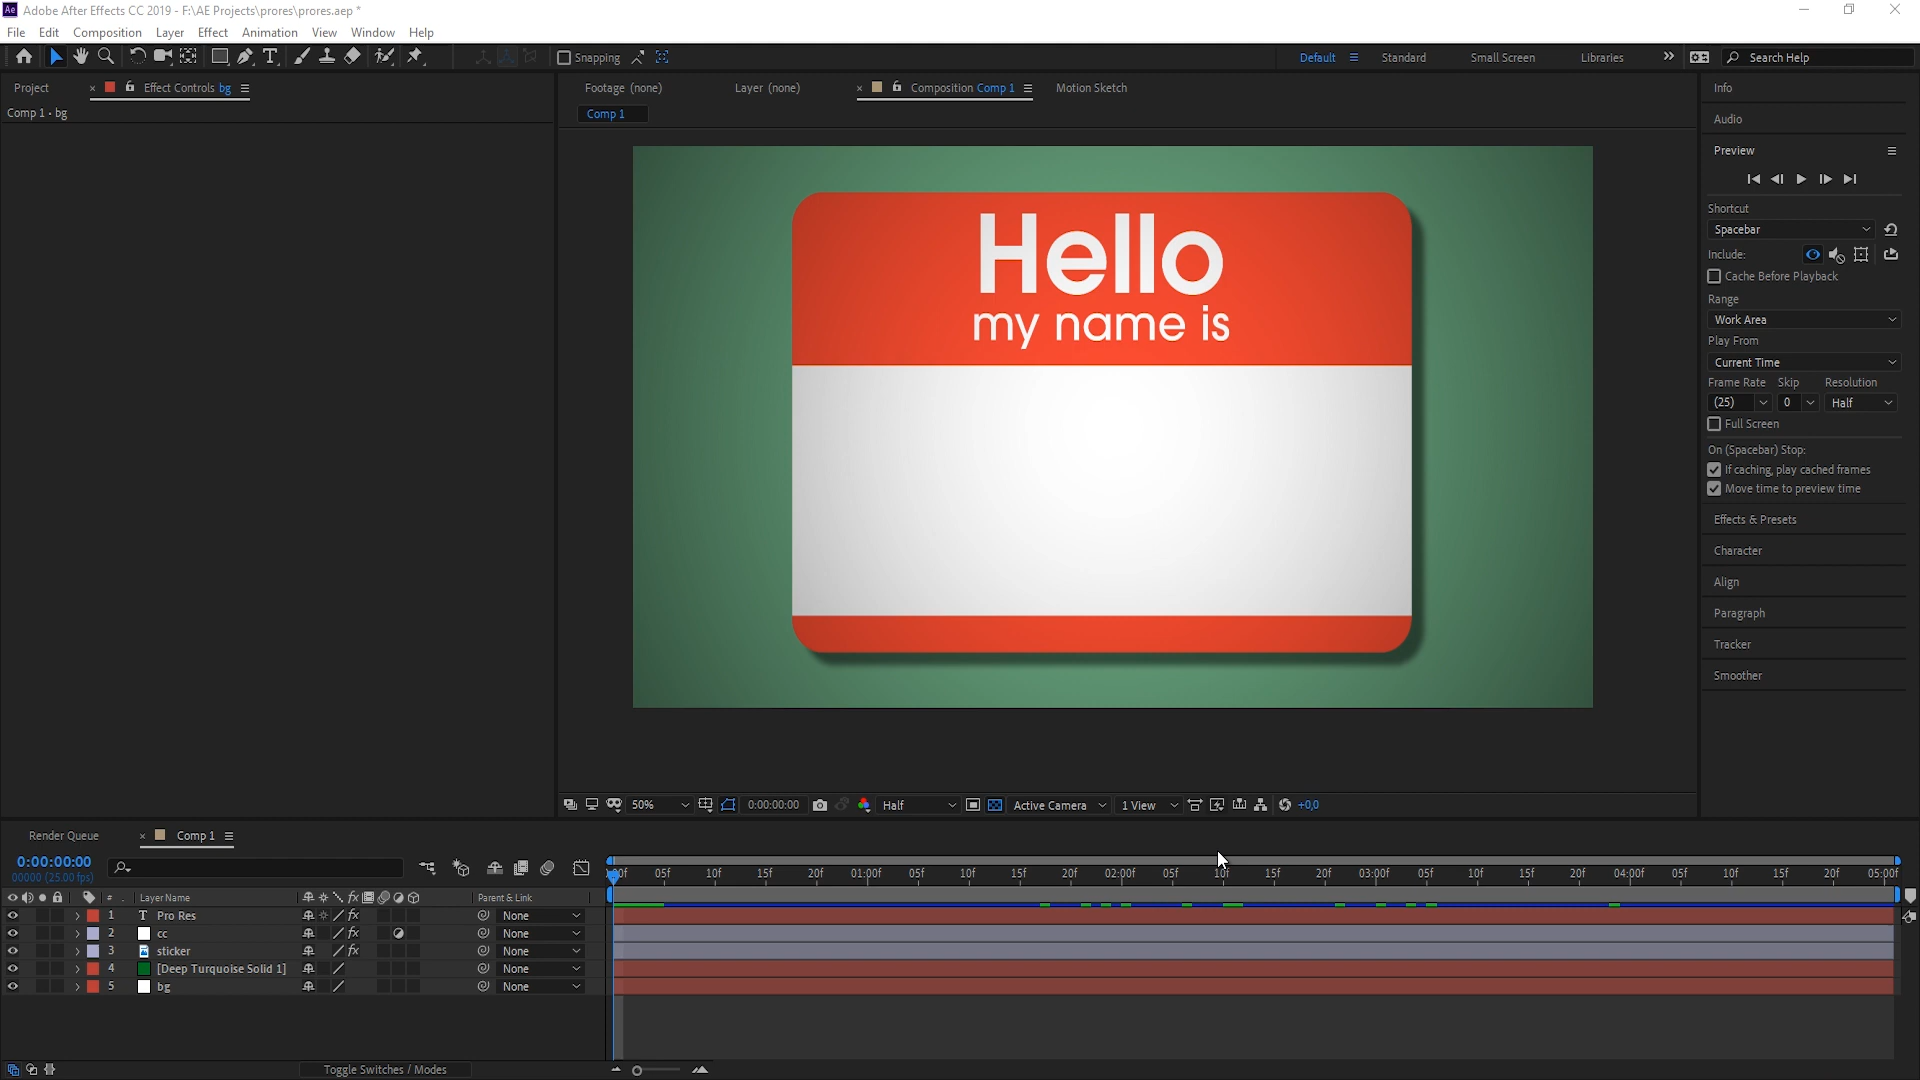 Adobe After Effects CC 2019 - F:\AE Projects\prores\prores.aep *
File Edit Composition Layer Effect Animation View Window Help
Snapping
Default Standard Small Screen Libraries Search Help
Project Effect Controls bg
Comp 1 • bg
Footage (none) Layer (none) Composition Comp 1 Motion Sketch
Comp 1
Hello
my name is
Info
Audio
Preview
Shortcut
Spacebar
Include:
Cache Before Playback
Range
Work Area
Play From
Current Time
Frame Rate Skip Resolution
(25) 0 Half
Full Screen
On (Spacebar) Stop:
If caching, play cached frames
Move time to preview time
Effects & Presets
Character
Align
Paragraph
Tracker
Smoother
50% 0:00:00:00 Half Active Camera 1 View +0,0
Render Queue Comp 1
0:00:00:00
00000 (25.00 fps)
05f 10f 15f 20f 01:00f 05f 10f 15f 20f 02:00f 05f 10f 15f 20f 03:00f 05f 10f 15f 20f 04:00f 05f 10f 15f 20f 05:00f
# Layer Name Parent & Link
1 Pro Res None
2 cc None
3 sticker None
4 [Deep Turquoise Solid 1] None
5 bg None
Toggle Switches / Modes